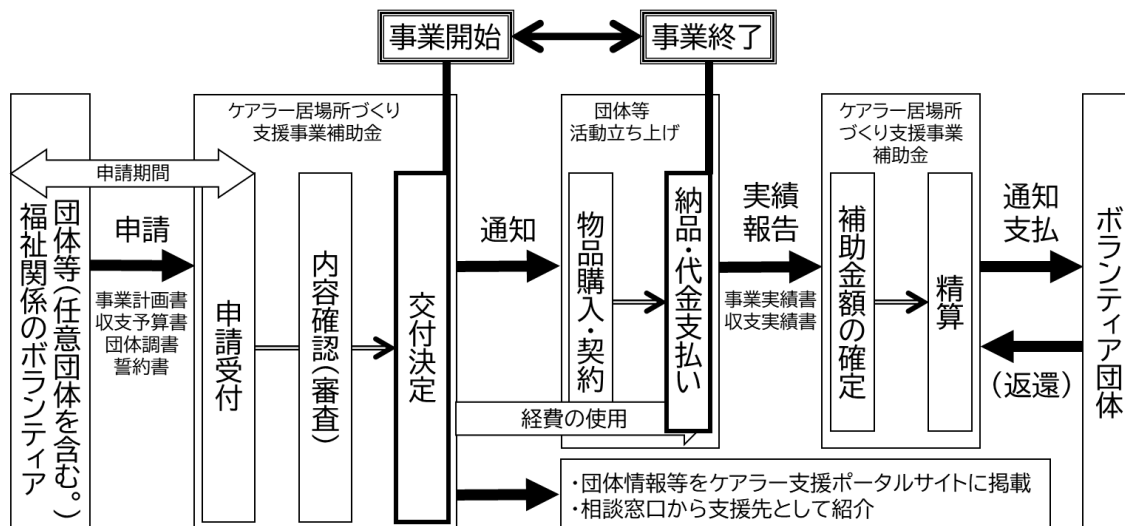 事業開始
事業終了
福祉関係のボランティア
団体等(任意団体を含む。)
申請期間
申請
事業計画書
収支予算書
団体調書
誓約書
ケアラー居場所づくり
支援事業補助金
申請受付
内容確認(審査)
交付決定
通知
団体等
活動立ち上げ
物品購入・契約
納品・代金支払い
経費の使用
実績
報告
事業実績書
収支実績書
ケアラー居場所
づくり支援事業
補助金
補助金額の確定
精算
通知
支払
(返還)
ボランティア団体
・団体情報等をケアラー支援ポータルサイトに掲載
・相談窓口から支援先として紹介